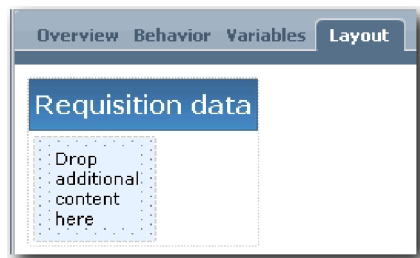 Overview Behavior Variables Layout
Requisition data
Drop
additional
content
here